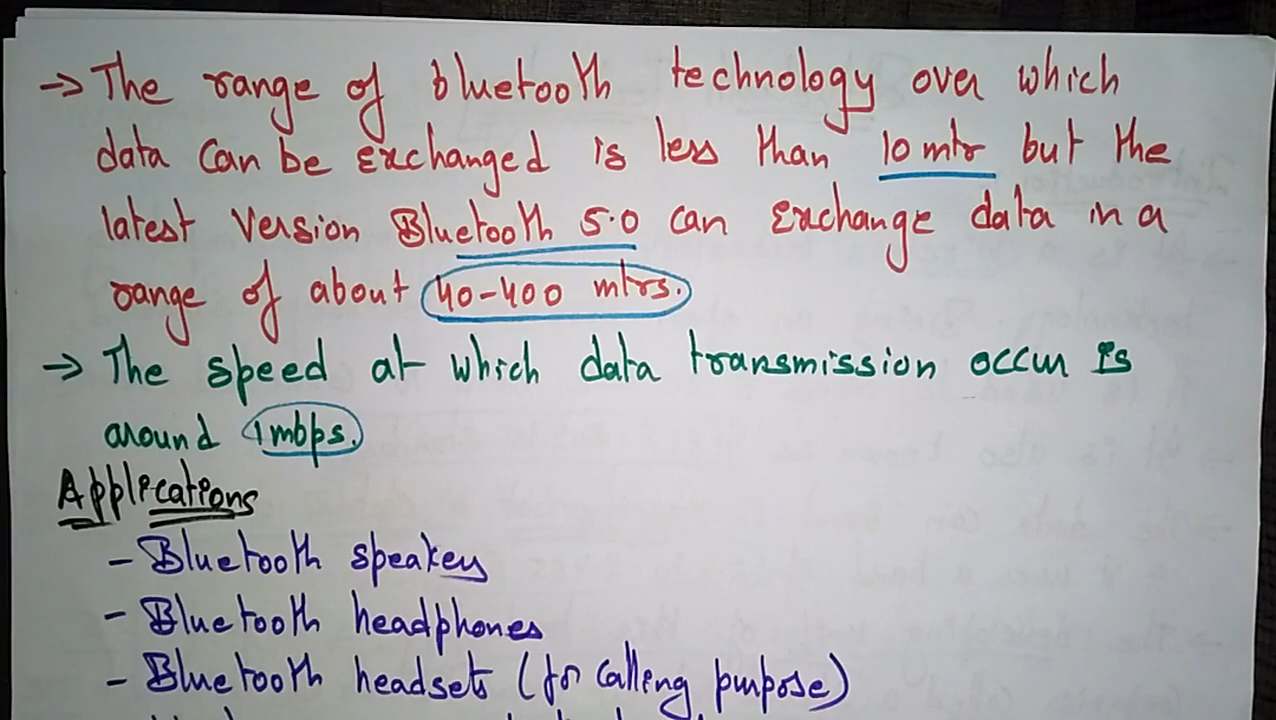 → The range of bluetooth technology over which
data can be exchanged is less than 10 mtr but the
latest version Bluetooth 5.0 can exchange data in a
range of about 40-400 mtrs.
→ The speed at which data transmission occur is
around 1mbps.
Applications
- Bluetooth speakers
- Bluetooth headphones
- Bluetooth headsets (for calling purpose)